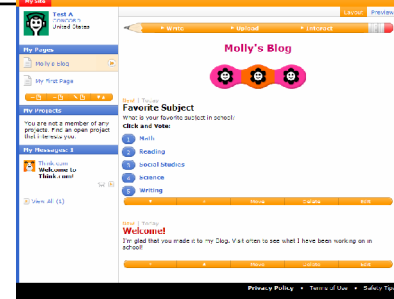 My Site
Layout Preview
Test A
United States
Write Upload Interact
My Pages
Molly's Blog
My First Page
Molly's Blog
New | Today
Favorite Subject
What is your favorite subject in school?
Click and Vote:
1 Math
2 Reading
3 Social Studies
4 Science
5 Writing
Move Delete Edit
My Projects
You are not a member of any
projects. Find an open project
that interests you.
My Messages: 1
Think.com
Welcome to
Think.com!
View All (1)
New | Today
Welcome!
I'm glad that you made it to my Blog. Visit often to see what I have been working on in
school!
Move Delete Edit
Privacy Policy • Terms of Use • Safety Tips